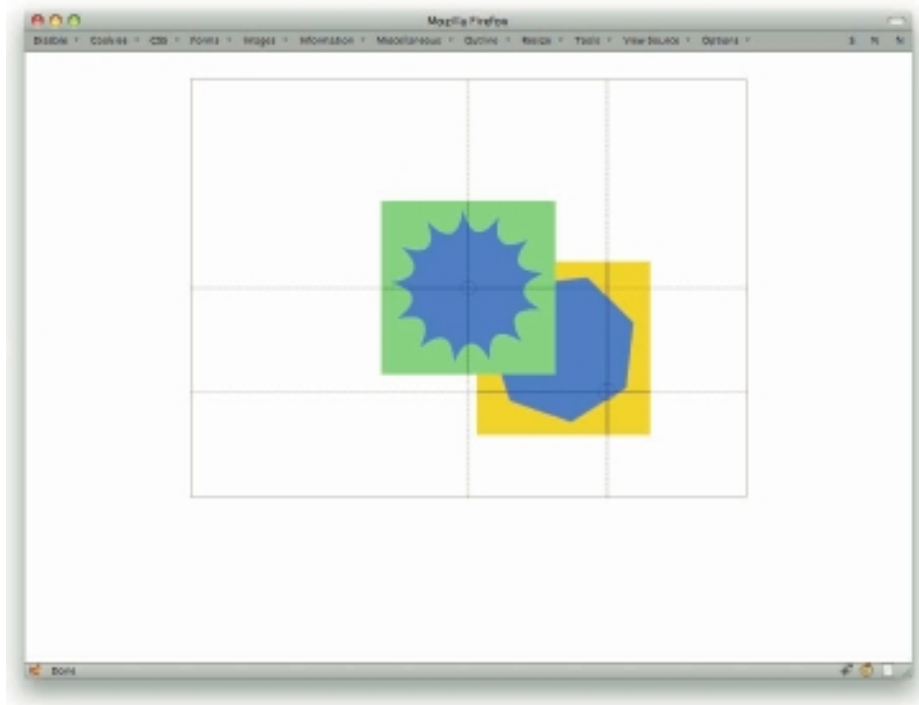 Mozilla Firefox
Disable Cookies CSS Forms Images Information Miscellaneous Outline Resize Tools View Source Options
Done